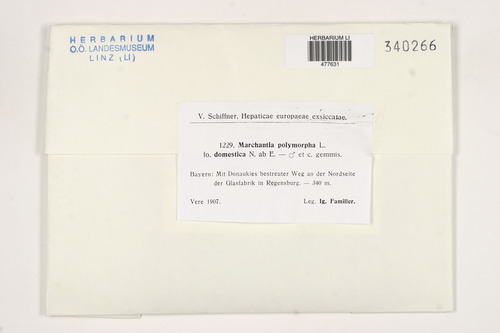 HERBARIUM
O.Ö. LANDESMUSEUM
LINZ (LI)
HERBARIUM LI
477631
340266
V. Schiffner, Hepaticae europaeae exsiccatae.
1229. Marchantia polymorpha L.
fo. domestica N. ab E. — ♂ et c. gemmis.
Bayern: Mit Donaukies bestreuter Weg an der Nordseite
der Glasfabrik in Regensburg. — 340 m.
Vere 1907.
Leg. Ig. Familler.